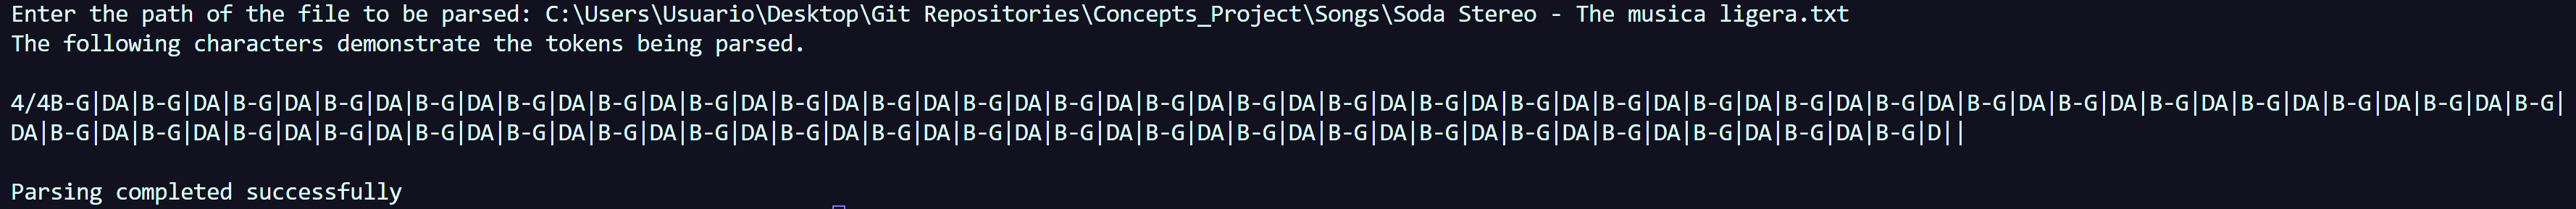 Enter the path of the file to be parsed: C:\Users\Usuario\Desktop\Git Repositories\Concepts_Project\Songs\Soda Stereo - The musica ligera.txt
The following characters demonstrate the tokens being parsed.
4/4B-G|DA|B-G|DA|B-G|DA|B-G|DA|B-G|DA|B-G|DA|B-G|DA|B-G|DA|B-G|DA|B-G|DA|B-G|DA|B-G|DA|B-G|DA|B-G|DA|B-G|DA|B-G|DA|B-G|DA|B-G|DA|B-G|DA|B-G|DA|B-G|DA|B-G|DA|B-G|DA|B-G|DA|B-G|DA|B-G|DA|B-G|DA|B-G|
DA|B-G|DA|B-G|DA|B-G|DA|B-G|DA|B-G|DA|B-G|DA|B-G|DA|B-G|DA|B-G|DA|B-G|DA|B-G|DA|B-G|DA|B-G|DA|B-G|DA|B-G|DA|B-G|DA|B-G|DA|B-G|DA|B-G|DA|B-G|DA|B-G|D||
Parsing completed successfully